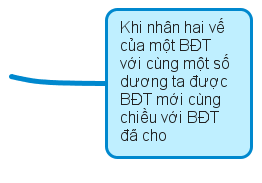 Khi nhân hai vế
của một BĐT
với cùng một số
dương ta được
BĐT mới cùng
chiều với BĐT
đã cho